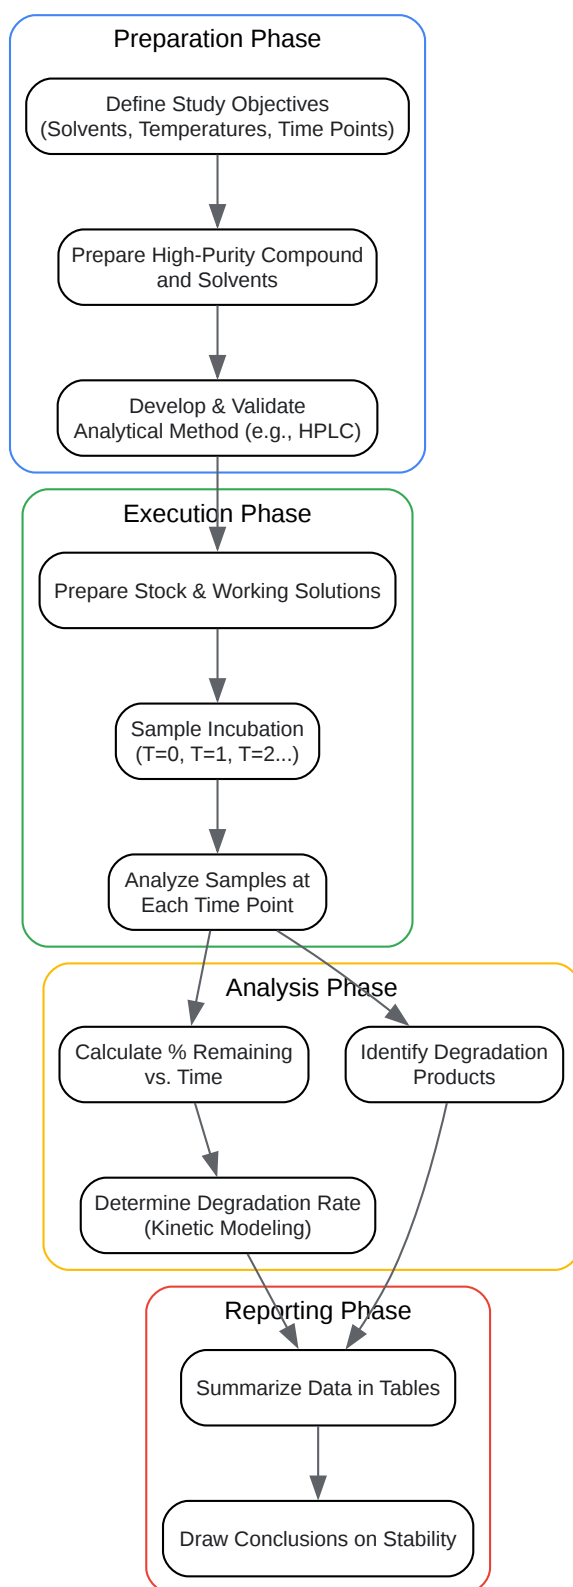 Preparation Phase
Define Study Objectives
(Solvents, Temperatures, Time Points)
Prepare High-Purity Compound
and Solvents
Develop & Validate
Analytical Method (e.g., HPLC)
Execution Phase
Prepare Stock & Working Solutions
Sample Incubation
(T=0, T=1, T=2...)
Analyze Samples at
Each Time Point
Analysis Phase
Calculate % Remaining
vs. Time
Identify Degradation
Products
Determine Degradation Rate
(Kinetic Modeling)
Reporting Phase
Summarize Data in Tables
Draw Conclusions on Stability